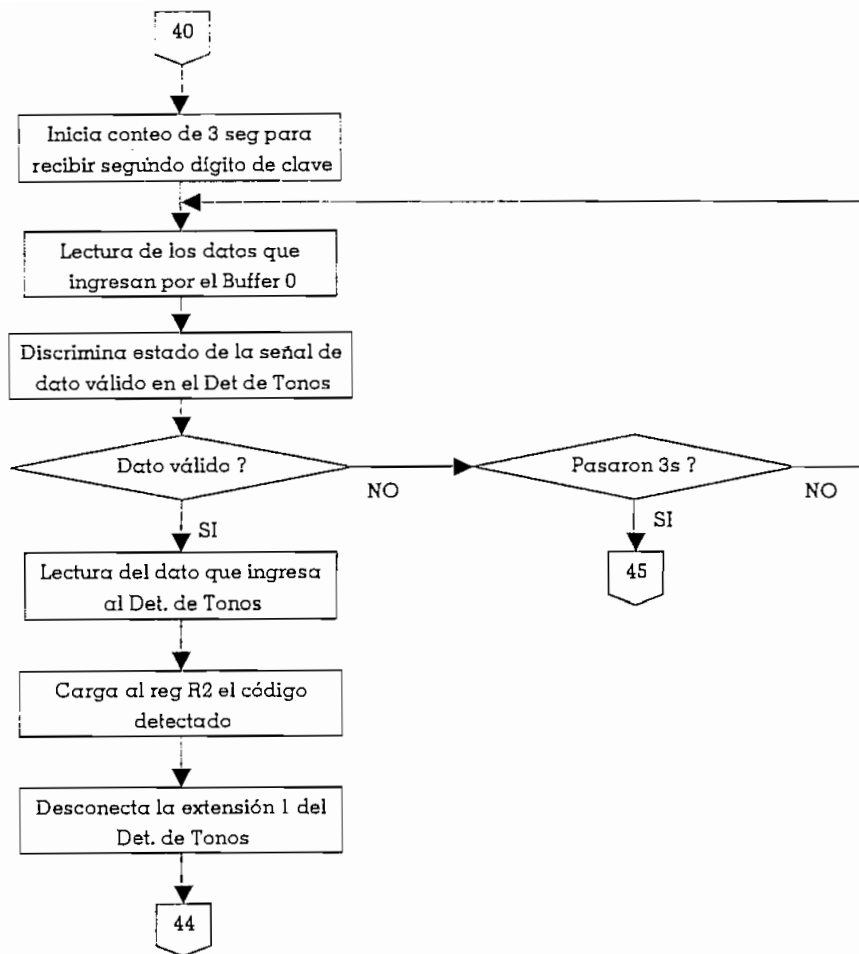 40
Inicia conteo de 3 seg para
recibir segundo dígito de clave
Lectura de los datos que
ingresan por el Buffer 0
Discrimina estado de la señal de
dato válido en el Det de Tonos
Dato válido ?
NO
Pasaron 3s ?
NO
SI
SI
45
Lectura del dato que ingresa
al Det. de Tonos
Carga al reg R2 el código
detectado
Desconecta la extensión 1 del
Det. de Tonos
44